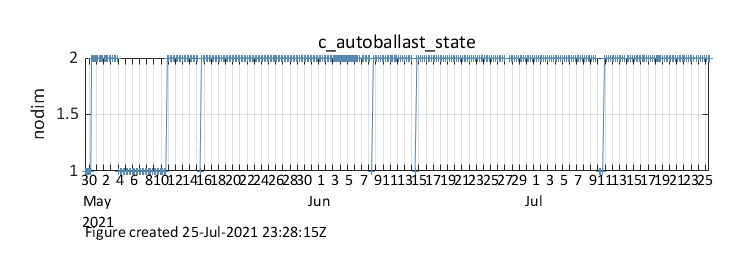 c_autoballast_state
2
1.5
1
nodim
30 2 4 6 8 10 12 14 16 18 20 22 24 26 28 30 1 3 5 7 9 11 13 15 17 19 21 23 25 27 29 1 3 5 7 9 11 13 15 17 19 21 23 25
May Jun Jul
2021
Figure created 25-Jul-2021 23:28:15Z